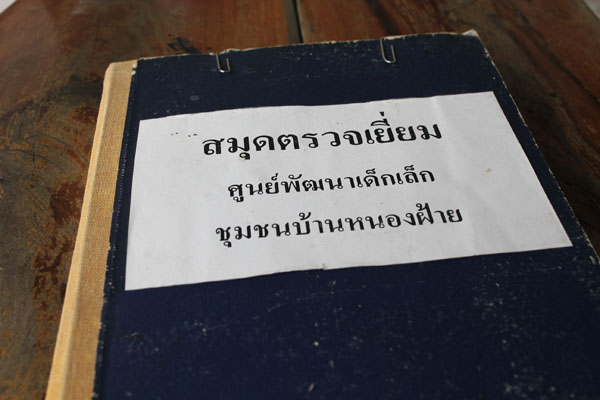 สมุดตรวจเยี่ยม
ศูนย์พัฒนาเด็กเล็ก
ชุมชนบ้านหนองฝ้าย